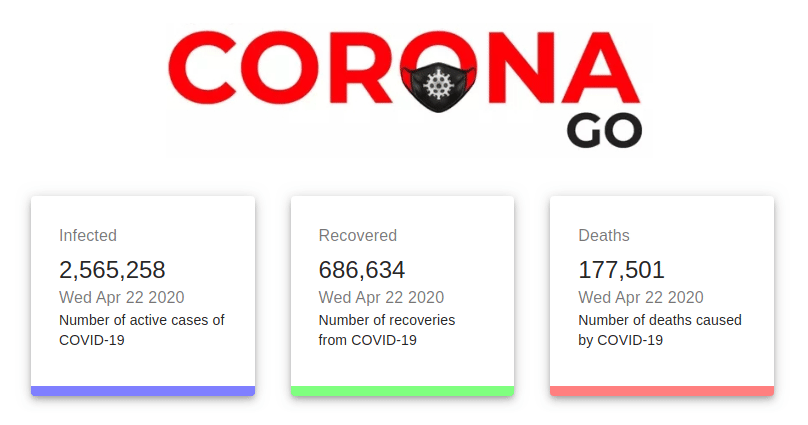 CORONA
GO
Infected
2,565,258
Wed Apr 22 2020
Number of active cases of
COVID-19
Recovered
686,634
Wed Apr 22 2020
Number of recoveries
from COVID-19
Deaths
177,501
Wed Apr 22 2020
Number of deaths caused
by COVID-19